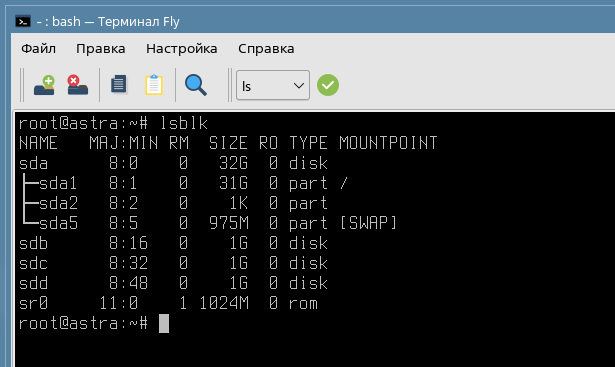 - : bash — Терминал Fly
Файл Правка Настройка Справка
ls
root@astra:~# lsblk
NAME   MAJ:MIN RM  SIZE RO TYPE MOUNTPOINT
sda      8:0    0   32G  0 disk
├─sda1   8:1    0   31G  0 part /
├─sda2   8:2    0    1K  0 part
└─sda5   8:5    0  975M  0 part [SWAP]
sdb      8:16   0    1G  0 disk
sdc      8:32   0    1G  0 disk
sdd      8:48   0    1G  0 disk
sr0     11:0    1 1024M  0 rom
root@astra:~#